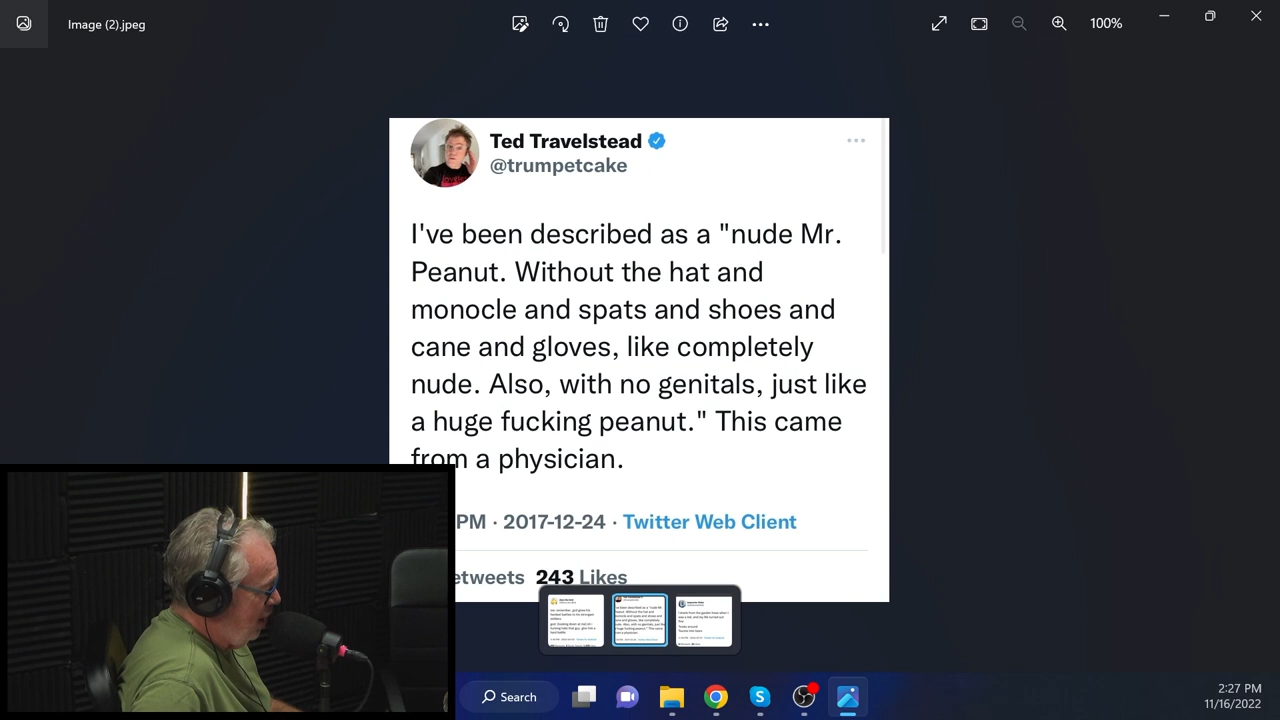 Image (2).jpeg
100%
Ted Travelstead
@trumpetcake
I've been described as a "nude Mr.
Peanut. Without the hat and
monocle and spats and shoes and
cane and gloves, like completely
nude. Also, with no genitals, just like
a huge fucking peanut." This came
from a physician.
PM · 2017-12-24 · Twitter Web Client
etweets 243 Likes
Search
2:27 PM
11/16/2022